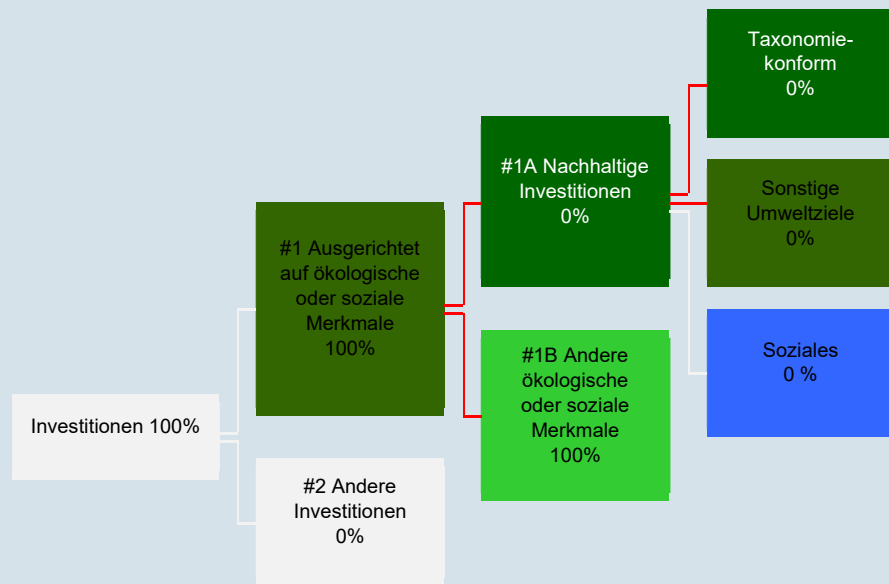 Investitionen 100%
#1 Ausgerichtet
auf ökologische
oder soziale
Merkmale
100%
#2 Andere
Investitionen
0%
#1A Nachhaltige
Investitionen
0%
#1B Andere
ökologische
oder soziale
Merkmale
100%
Taxonomie-
konform
0%
Sonstige
Umweltziele
0%
Soziales
0 %